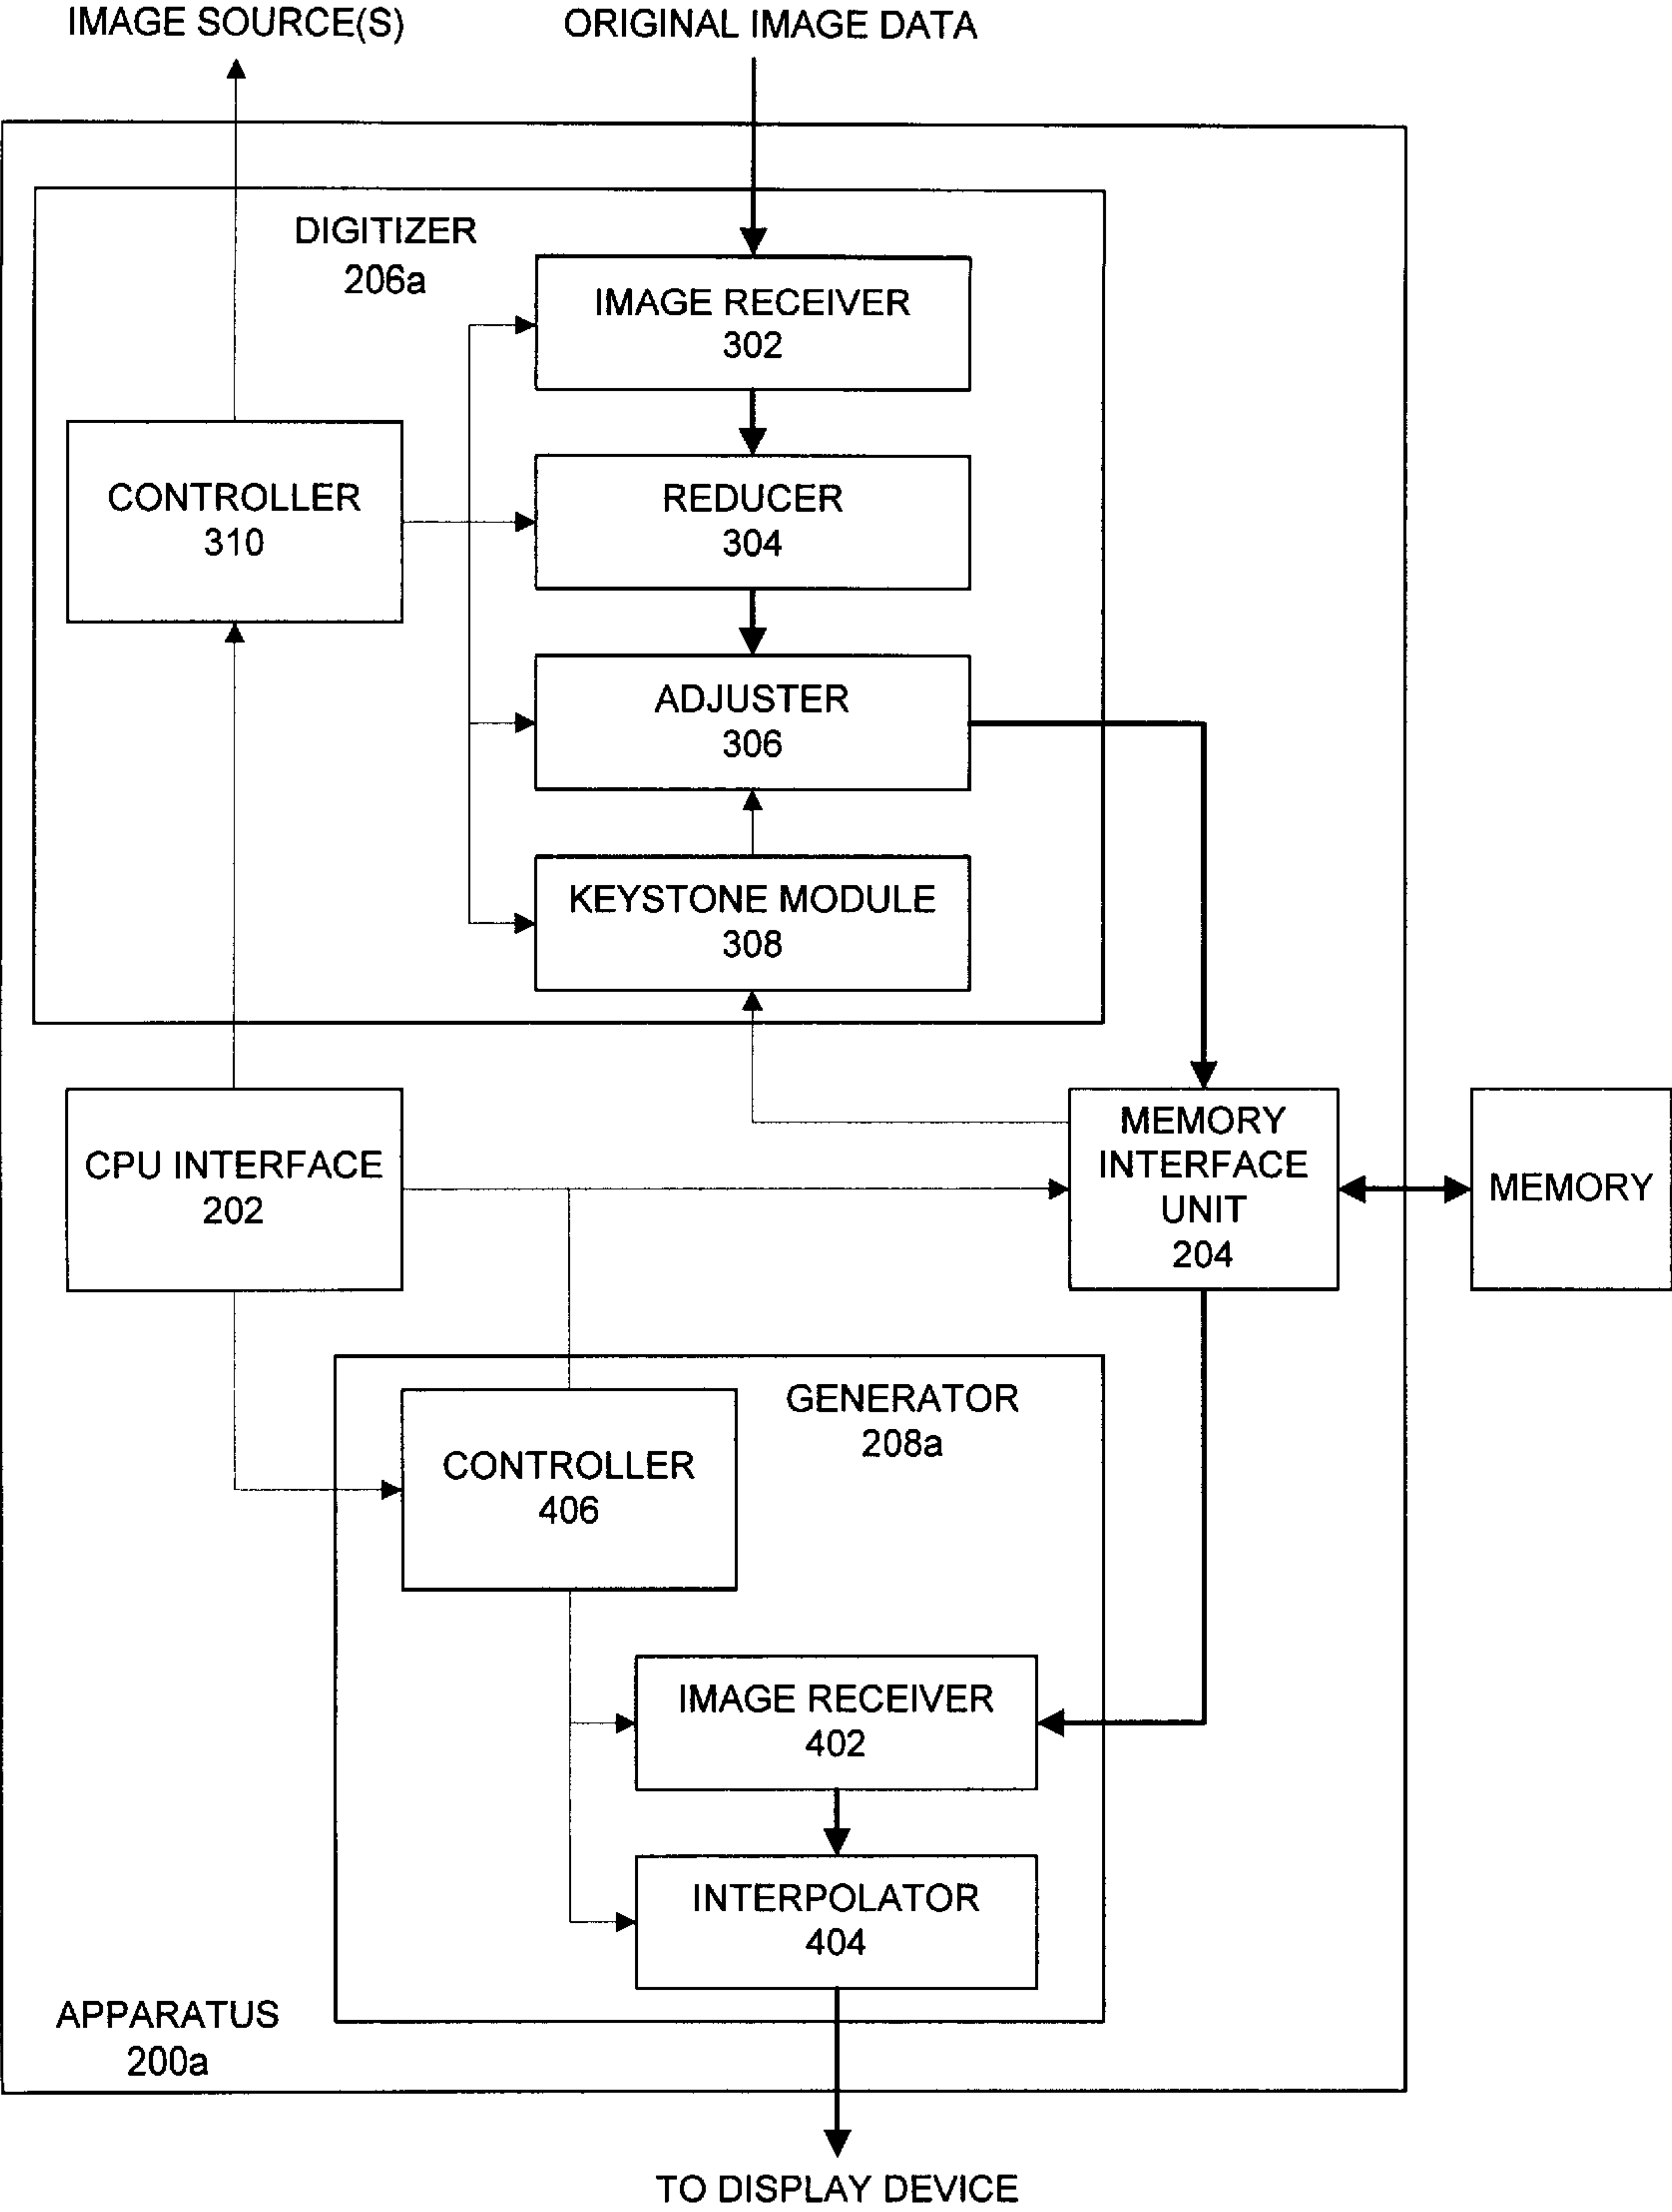 IMAGE SOURCE(S)
ORIGINAL IMAGE DATA
DIGITIZER
206a
IMAGE RECEIVER
302
CONTROLLER
310
REDUCER
304
ADJUSTER
306
KEYSTONE MODULE
308
CPU INTERFACE
202
MEMORY
INTERFACE
UNIT
204
MEMORY
GENERATOR
208a
CONTROLLER
406
IMAGE RECEIVER
402
INTERPOLATOR
404
APPARATUS
200a
TO DISPLAY DEVICE